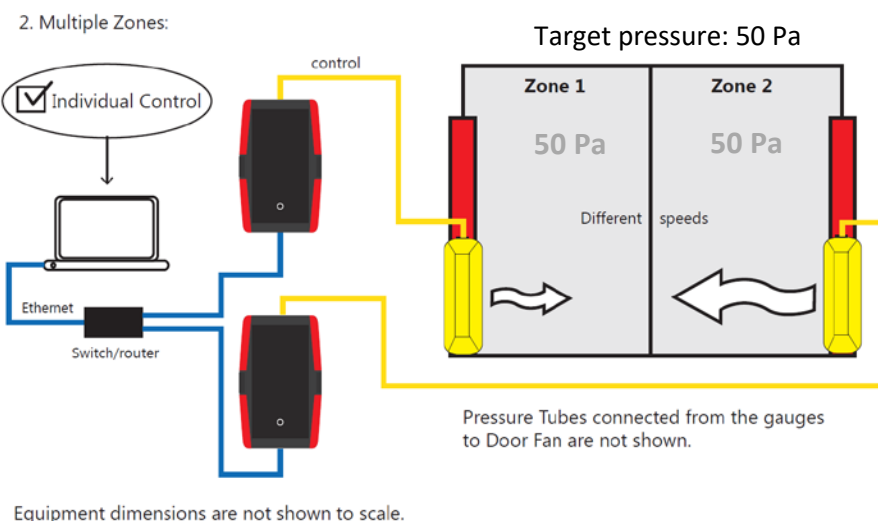 2. Multiple Zones:
Target pressure: 50 Pa
control
Zone 1
Zone 2
Individual Control
50 Pa
50 Pa
Different
speeds
Ethernet
Switch/router
Pressure Tubes connected from the gauges
to Door Fan are not shown.
Equipment dimensions are not shown to scale.